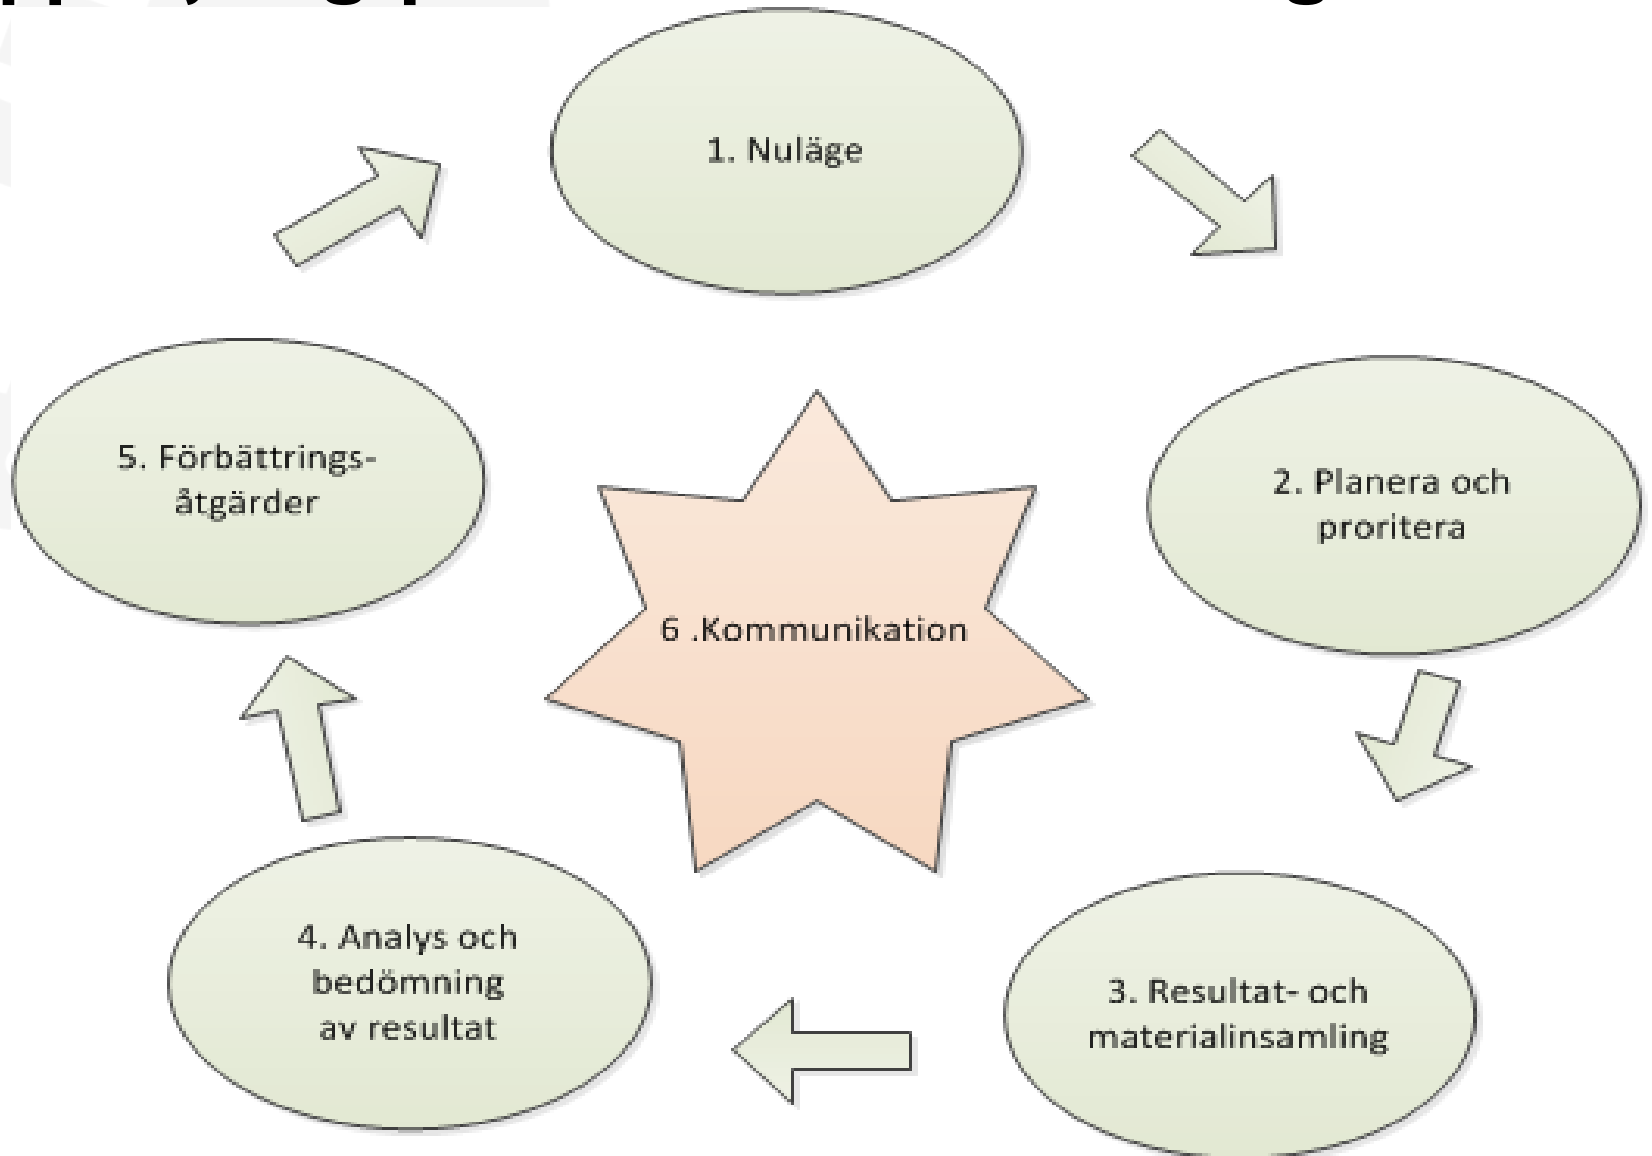 1. Nuläge
2. Planera och
proritera
3. Resultat- och
materialinsamling
4. Analys och
bedömning
av resultat
5. Förbättrings-
åtgärder
6 .Kommunikation